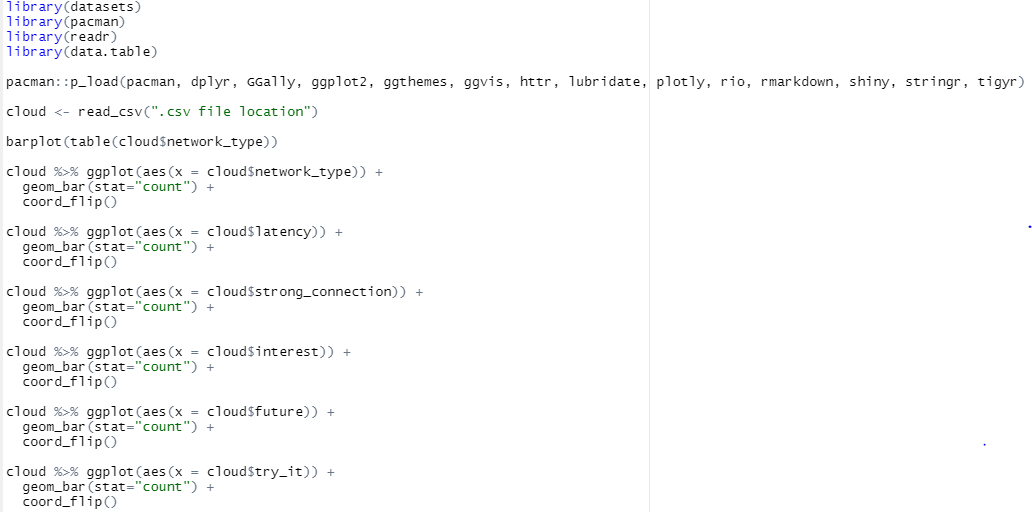 library(datasets)
library(pacman)
library(readr)
library(data.table)
pacman::p_load(pacman, dplyr, GGally, ggplot2, ggthemes, ggvis, httr, lubridate, plotly, rio, rmarkdown, shiny, stringr, tigyr)
cloud <- read_csv(".csv file location")
barplot(table(cloud$network_type))
cloud %>% ggplot(aes(x = cloud$network_type)) +
  geom_bar(stat="count") +
  coord_flip()
cloud %>% ggplot(aes(x = cloud$latency)) +
  geom_bar(stat="count") +
  coord_flip()
cloud %>% ggplot(aes(x = cloud$strong_connection)) +
  geom_bar(stat="count") +
  coord_flip()
cloud %>% ggplot(aes(x = cloud$interest)) +
  geom_bar(stat="count") +
  coord_flip()
cloud %>% ggplot(aes(x = cloud$future)) +
  geom_bar(stat="count") +
  coord_flip()
cloud %>% ggplot(aes(x = cloud$try_it)) +
  geom_bar(stat="count") +
  coord_flip()